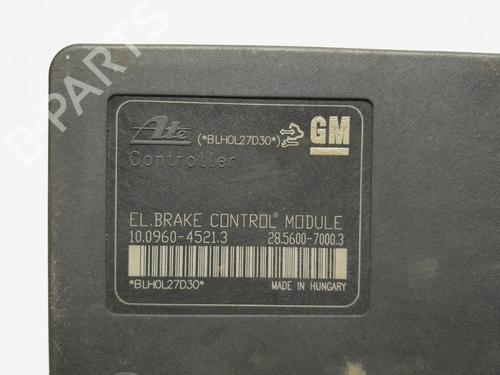 Ate
(*BLH0L27D30*)
GM
Controller
EL.BRAKE CONTROL MODULE
10.0960-4521.3 28.5600-7000.3
*BLH0L27D30*
MADE IN HUNGARY
B-PARTS